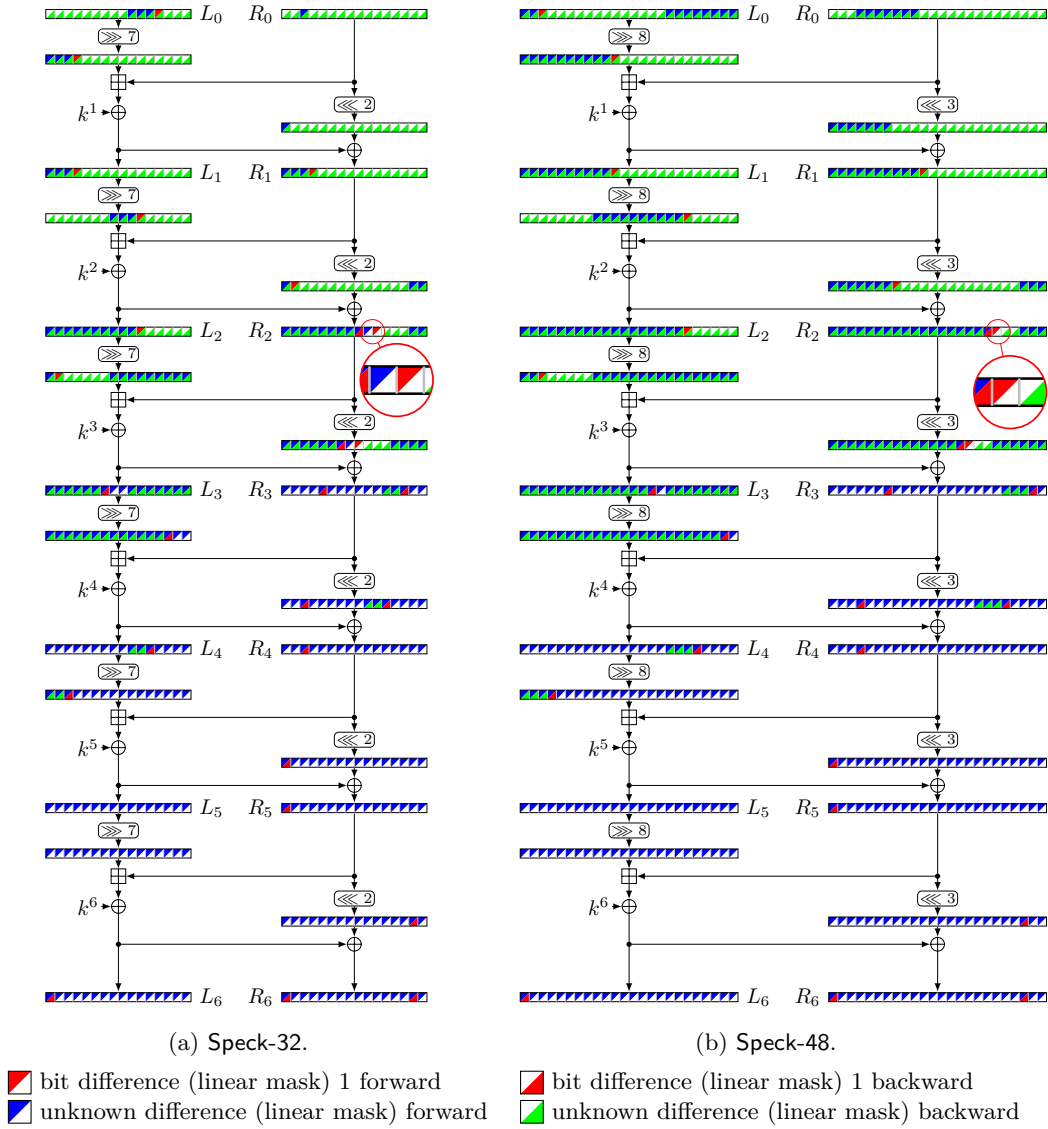 L₀ R₀ L₀ R₀
⋙ 7 ⋙ 8
k¹ ⋘ 2 k¹ ⋘ 3
L₁ R₁ L₁ R₁
⋙ 7 ⋙ 8
k² ⋘ 2 k² ⋘ 3
L₂ R₂ L₂ R₂
⋙ 7 ⋙ 8
k³ ⋘ 2 k³ ⋘ 3
L₃ R₃ L₃ R₃
⋙ 7 ⋙ 8
k⁴ ⋘ 2 k⁴ ⋘ 3
L₄ R₄ L₄ R₄
⋙ 7 ⋙ 8
k⁵ ⋘ 2 k⁵ ⋘ 3
L₅ R₅ L₅ R₅
⋙ 7 ⋙ 8
k⁶ ⋘ 2 k⁶ ⋘ 3
L₆ R₆ L₆ R₆
(a) Speck-32. (b) Speck-48.
bit difference (linear mask) 1 forward bit difference (linear mask) 1 backward
unknown difference (linear mask) forward unknown difference (linear mask) backward